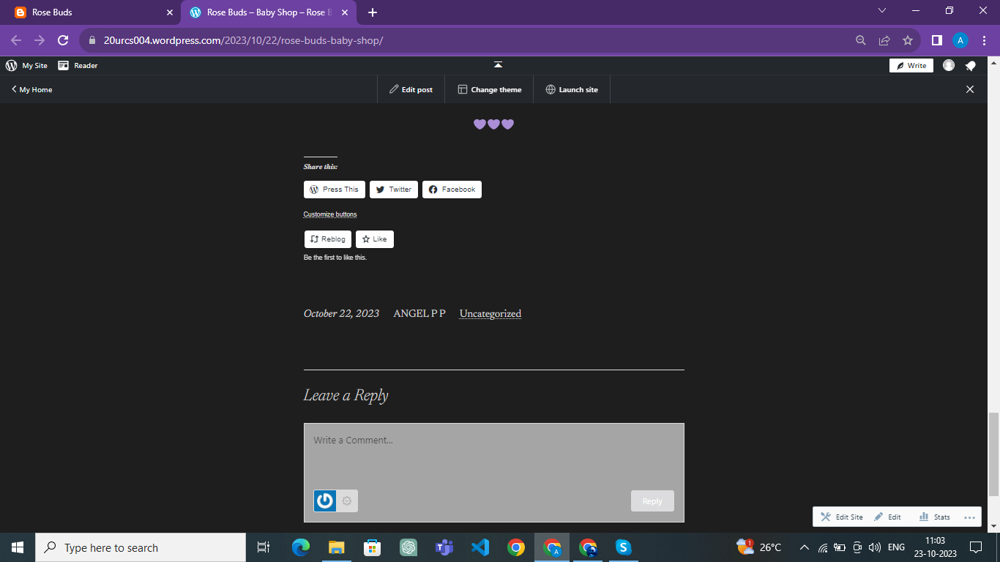 Rose Buds
Rose Buds – Baby Shop – Rose B
20urcs004.wordpress.com/2023/10/22/rose-buds-baby-shop/
A
My Site
Reader
Write
My Home
Edit post
Change theme
Launch site
Share this:
Press This
Twitter
Facebook
Customize buttons
Reblog
Like
Be the first to like this.
October 22, 2023
ANGEL P P
Uncategorized
Leave a Reply
Write a Comment...
Reply
Edit Site
Edit
Stats
Type here to search
A
1
26°C
ENG
11:03
23-10-2023